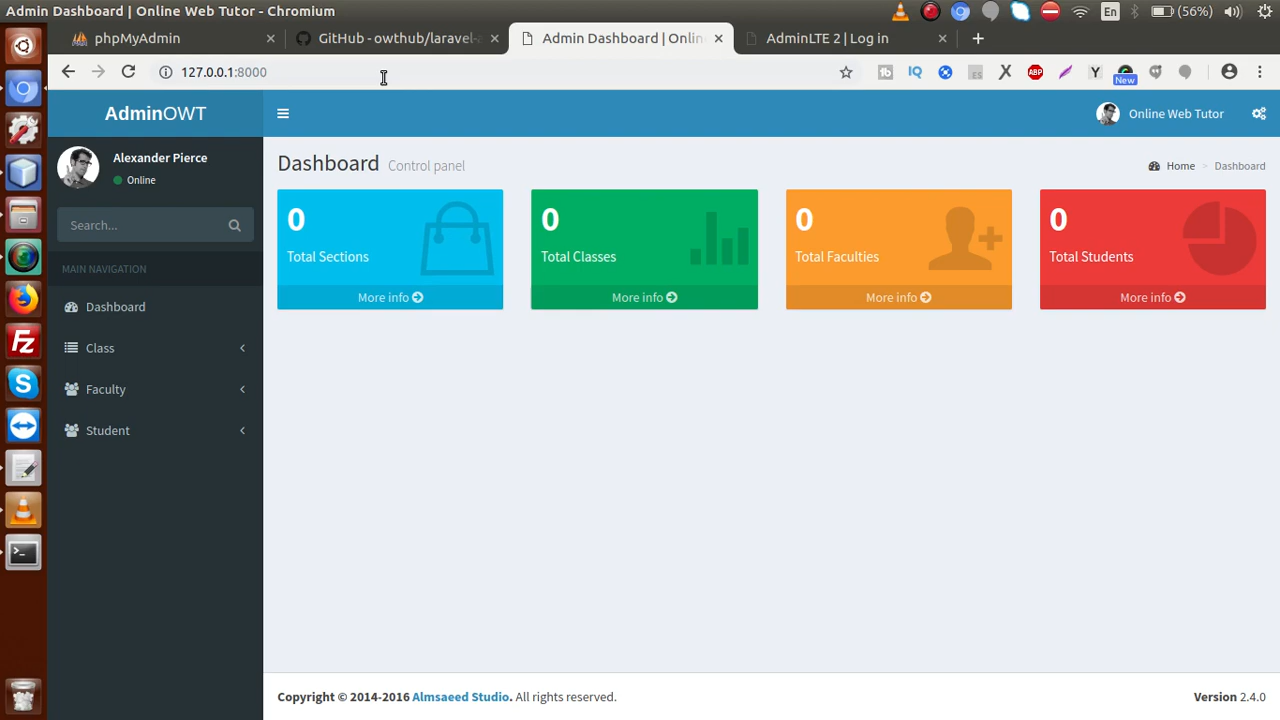 Admin Dashboard | Online Web Tutor - Chromium
En
(56%)
phpMyAdmin
GitHub - owthub/laravel-
Admin Dashboard | Onlin
AdminLTE 2 | Log in
127.0.0.1:8000
IQ
ABP
Y
New
AdminOWT
Online Web Tutor
Alexander Pierce
Online
Search...
MAIN NAVIGATION
Dashboard
Class
Faculty
Student
Dashboard Control panel
Home > Dashboard
0
Total Sections
More info
0
Total Classes
More info
0
Total Faculties
More info
0
Total Students
More info
Copyright © 2014-2016 Almsaeed Studio. All rights reserved.
Version 2.4.0